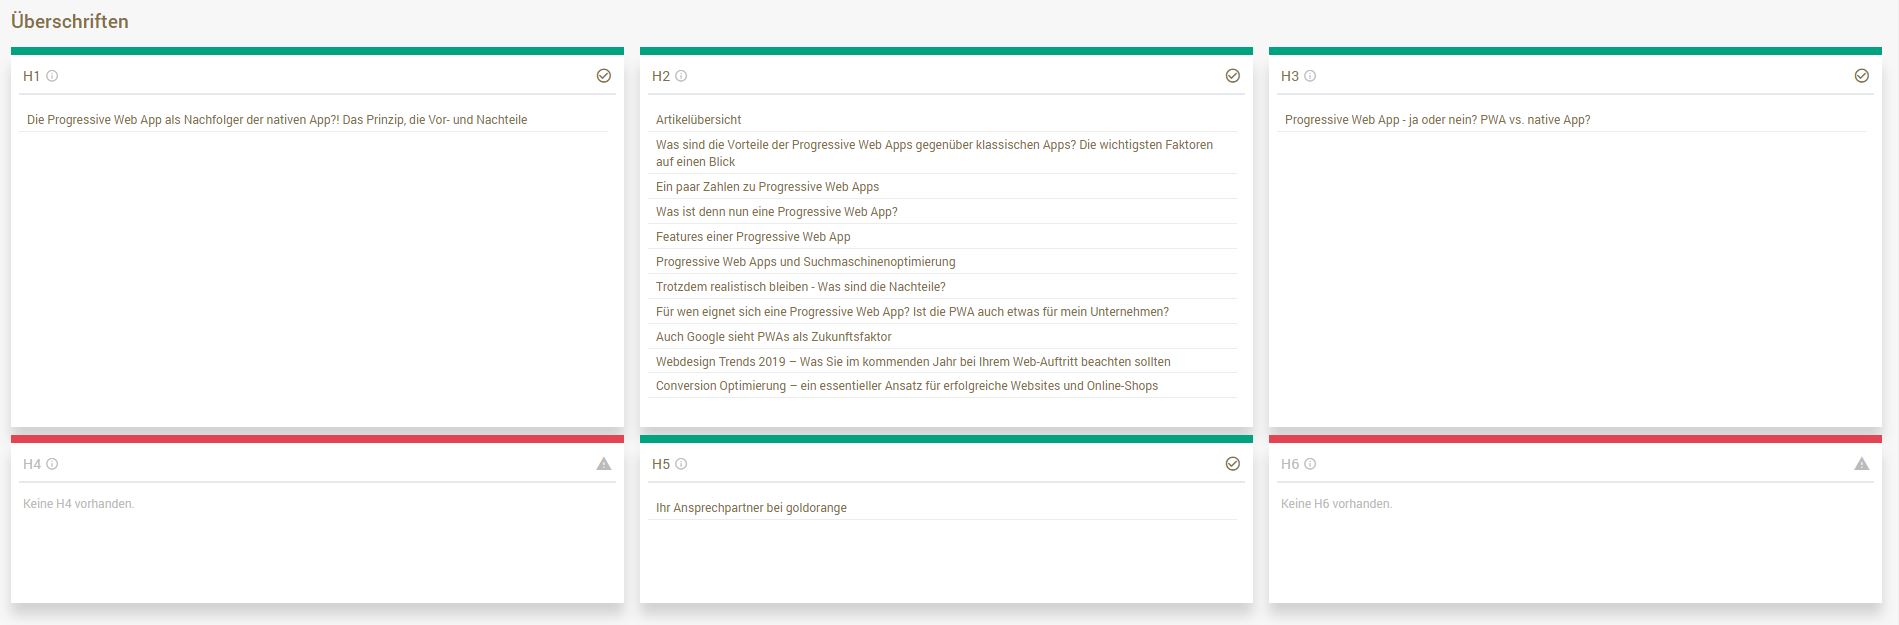 Überschriften
H1
Die Progressive Web App als Nachfolger der nativen App?! Das Prinzip, die Vor- und Nachteile
H2
Artikelübersicht
Was sind die Vorteile der Progressive Web Apps gegenüber klassischen Apps? Die wichtigsten Faktoren
auf einen Blick
Ein paar Zahlen zu Progressive Web Apps
Was ist denn nun eine Progressive Web App?
Features einer Progressive Web App
Progressive Web Apps und Suchmaschinenoptimierung
Trotzdem realistisch bleiben - Was sind die Nachteile?
Für wen eignet sich eine Progressive Web App? Ist die PWA auch etwas für mein Unternehmen?
Auch Google sieht PWAs als Zukunftsfaktor
Webdesign Trends 2019 – Was Sie im kommenden Jahr bei Ihrem Web-Auftritt beachten sollten
Conversion Optimierung – ein essentieller Ansatz für erfolgreiche Websites und Online-Shops
H3
Progressive Web App - ja oder nein? PWA vs. native App?
H4
Keine H4 vorhanden.
H5
Ihr Ansprechpartner bei goldorange
H6
Keine H6 vorhanden.